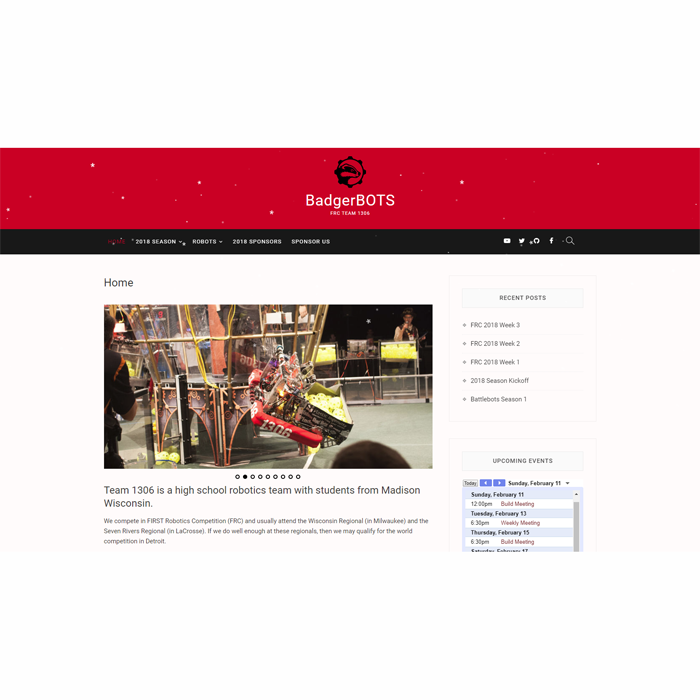 BadgerBOTS
FRC TEAM 1306
HOME
2018 SEASON
ROBOTS
2018 SPONSORS
SPONSOR US
Home
1306
Team 1306 is a high school robotics team with students from Madison
Wisconsin.
We compete in FIRST Robotics Competition (FRC) and usually attend the Wisconsin Regional (in Milwaukee) and the
Seven Rivers Regional (in LaCrosse). If we do well enough at these regionals, then we may qualify for the world
competition in Detroit.
RECENT POSTS
FRC 2018 Week 3
FRC 2018 Week 2
FRC 2018 Week 1
2018 Season Kickoff
Battlebots Season 1
UPCOMING EVENTS
Today Sunday, February 11
Sunday, February 11
12:00pm Build Meeting
Tuesday, February 13
6:30pm Weekly Meeting
Thursday, February 15
6:30pm Build Meeting
Saturday, February 17